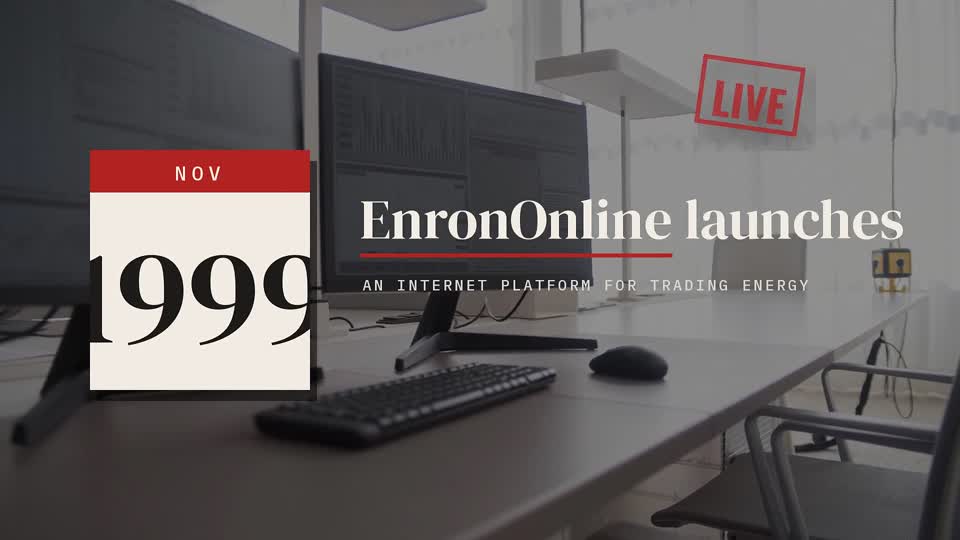 LIVE
NOV
1999
EnronOnline launches
AN INTERNET PLATFORM FOR TRADING ENERGY